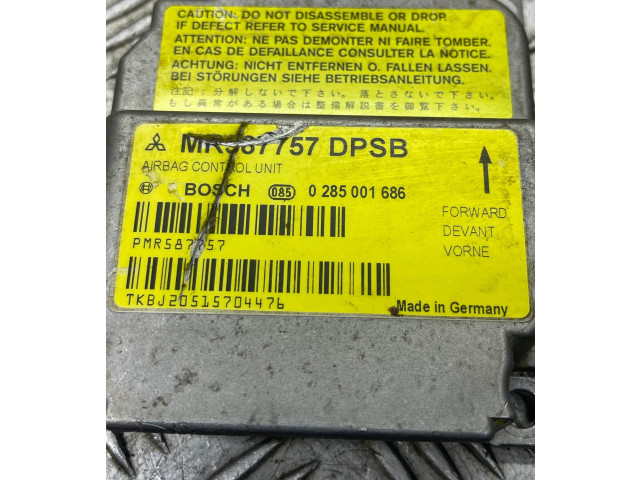 CAUTION: DO NOT DISASSEMBLE OR DROP.
IF DEFECT REFER TO SERVICE MANUAL.
ATTENTION: NE PAS DEMONTER NI FAIRE TOMBER.
EN CAS DE DEFAILLANCE CONSULTER LA NOTICE.
ACHTUNG: NICHT ENTFERNEN O. FALLEN LASSEN.
BEI STÖRUNGEN SIEHE BETRIEBSANLEITUNG.
注記:分解しないで下さい。落とさないで下さい。
もし異常がある場合は整備解説書を御覧下さい。
MR587757 DPSB
AIRBAG CONTROL UNIT
BOSCH 085 0 285 001 686
FORWARD
DEVANT
VORNE
PMR587757
TKBJ20515704476
Made in Germany